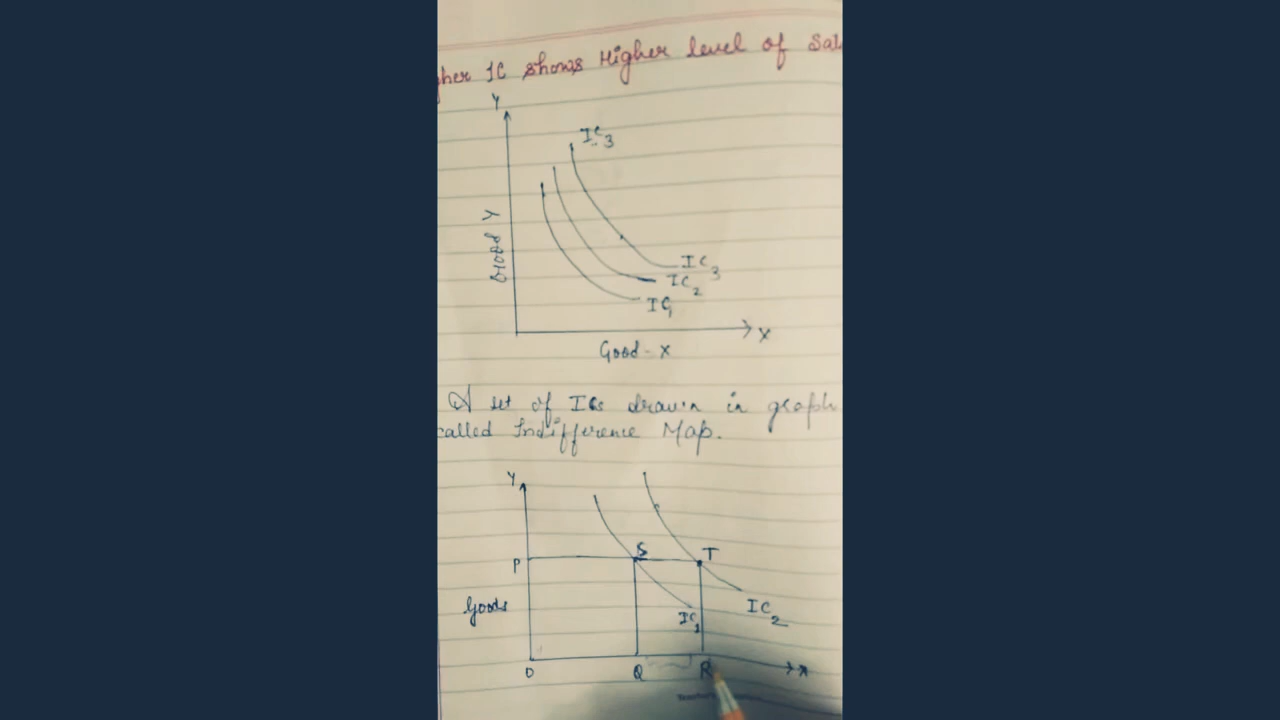 gher IC shows Higher level of Sa
Y
IC3
Good Y
IC3
IC2
IC1
X
Good - X
A set of ICs drawn in graph
called Indifference Map.
Y
P
S
T
Goods
IC1
IC2
O
Q
R
X